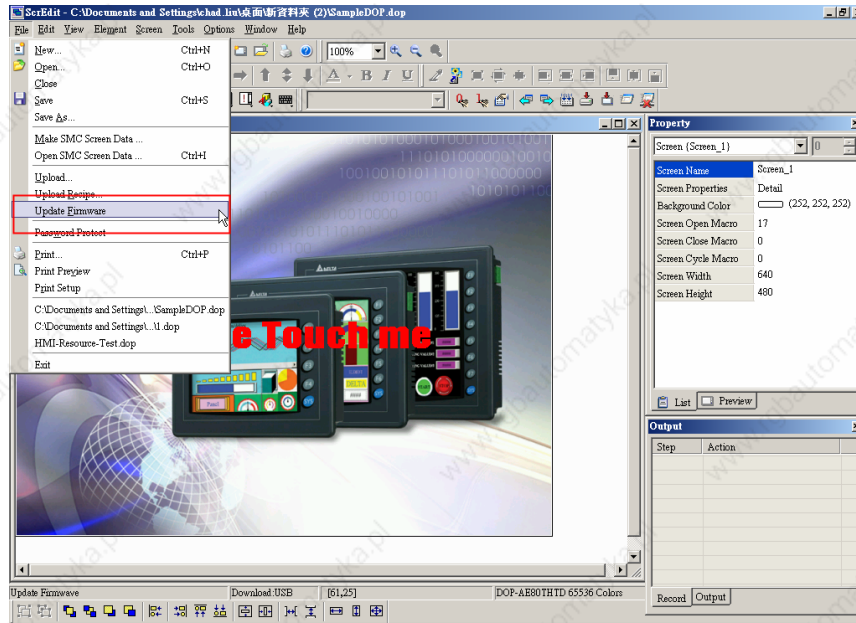 ScrEdit - C:\Documents and Settings\chad.liu\桌面\新資料夾 (2)\SampleDOP.dop
File Edit View Element Screen Tools Options Window Help
New... Ctrl+N
Open... Ctrl+O
Close
Save Ctrl+S
Save As...
Make SMC Screen Data ...
Open SMC Screen Data ... Ctrl+I
Upload...
Upload Recipe...
Update Firmware
Password Protect
Print... Ctrl+P
Print Preview
Print Setup
C:\Documents and Settings\...\SampleDOP.dop
C:\Documents and Settings\...\1.dop
HMI-Resource-Test.dop
Exit
100%
A B I U
e Touch me
DELTA
Property
Screen {Screen_1} 0
Screen Name Screen_1
Screen Properties Detail
Background Color (252, 252, 252)
Screen Open Macro 17
Screen Close Macro 0
Screen Cycle Macro 0
Screen Width 640
Screen Height 480
List Preview
Output
Step Action
Record Output
Update Firmwave Download:USB [61,25] DOP-AE80THTD 65536 Colors